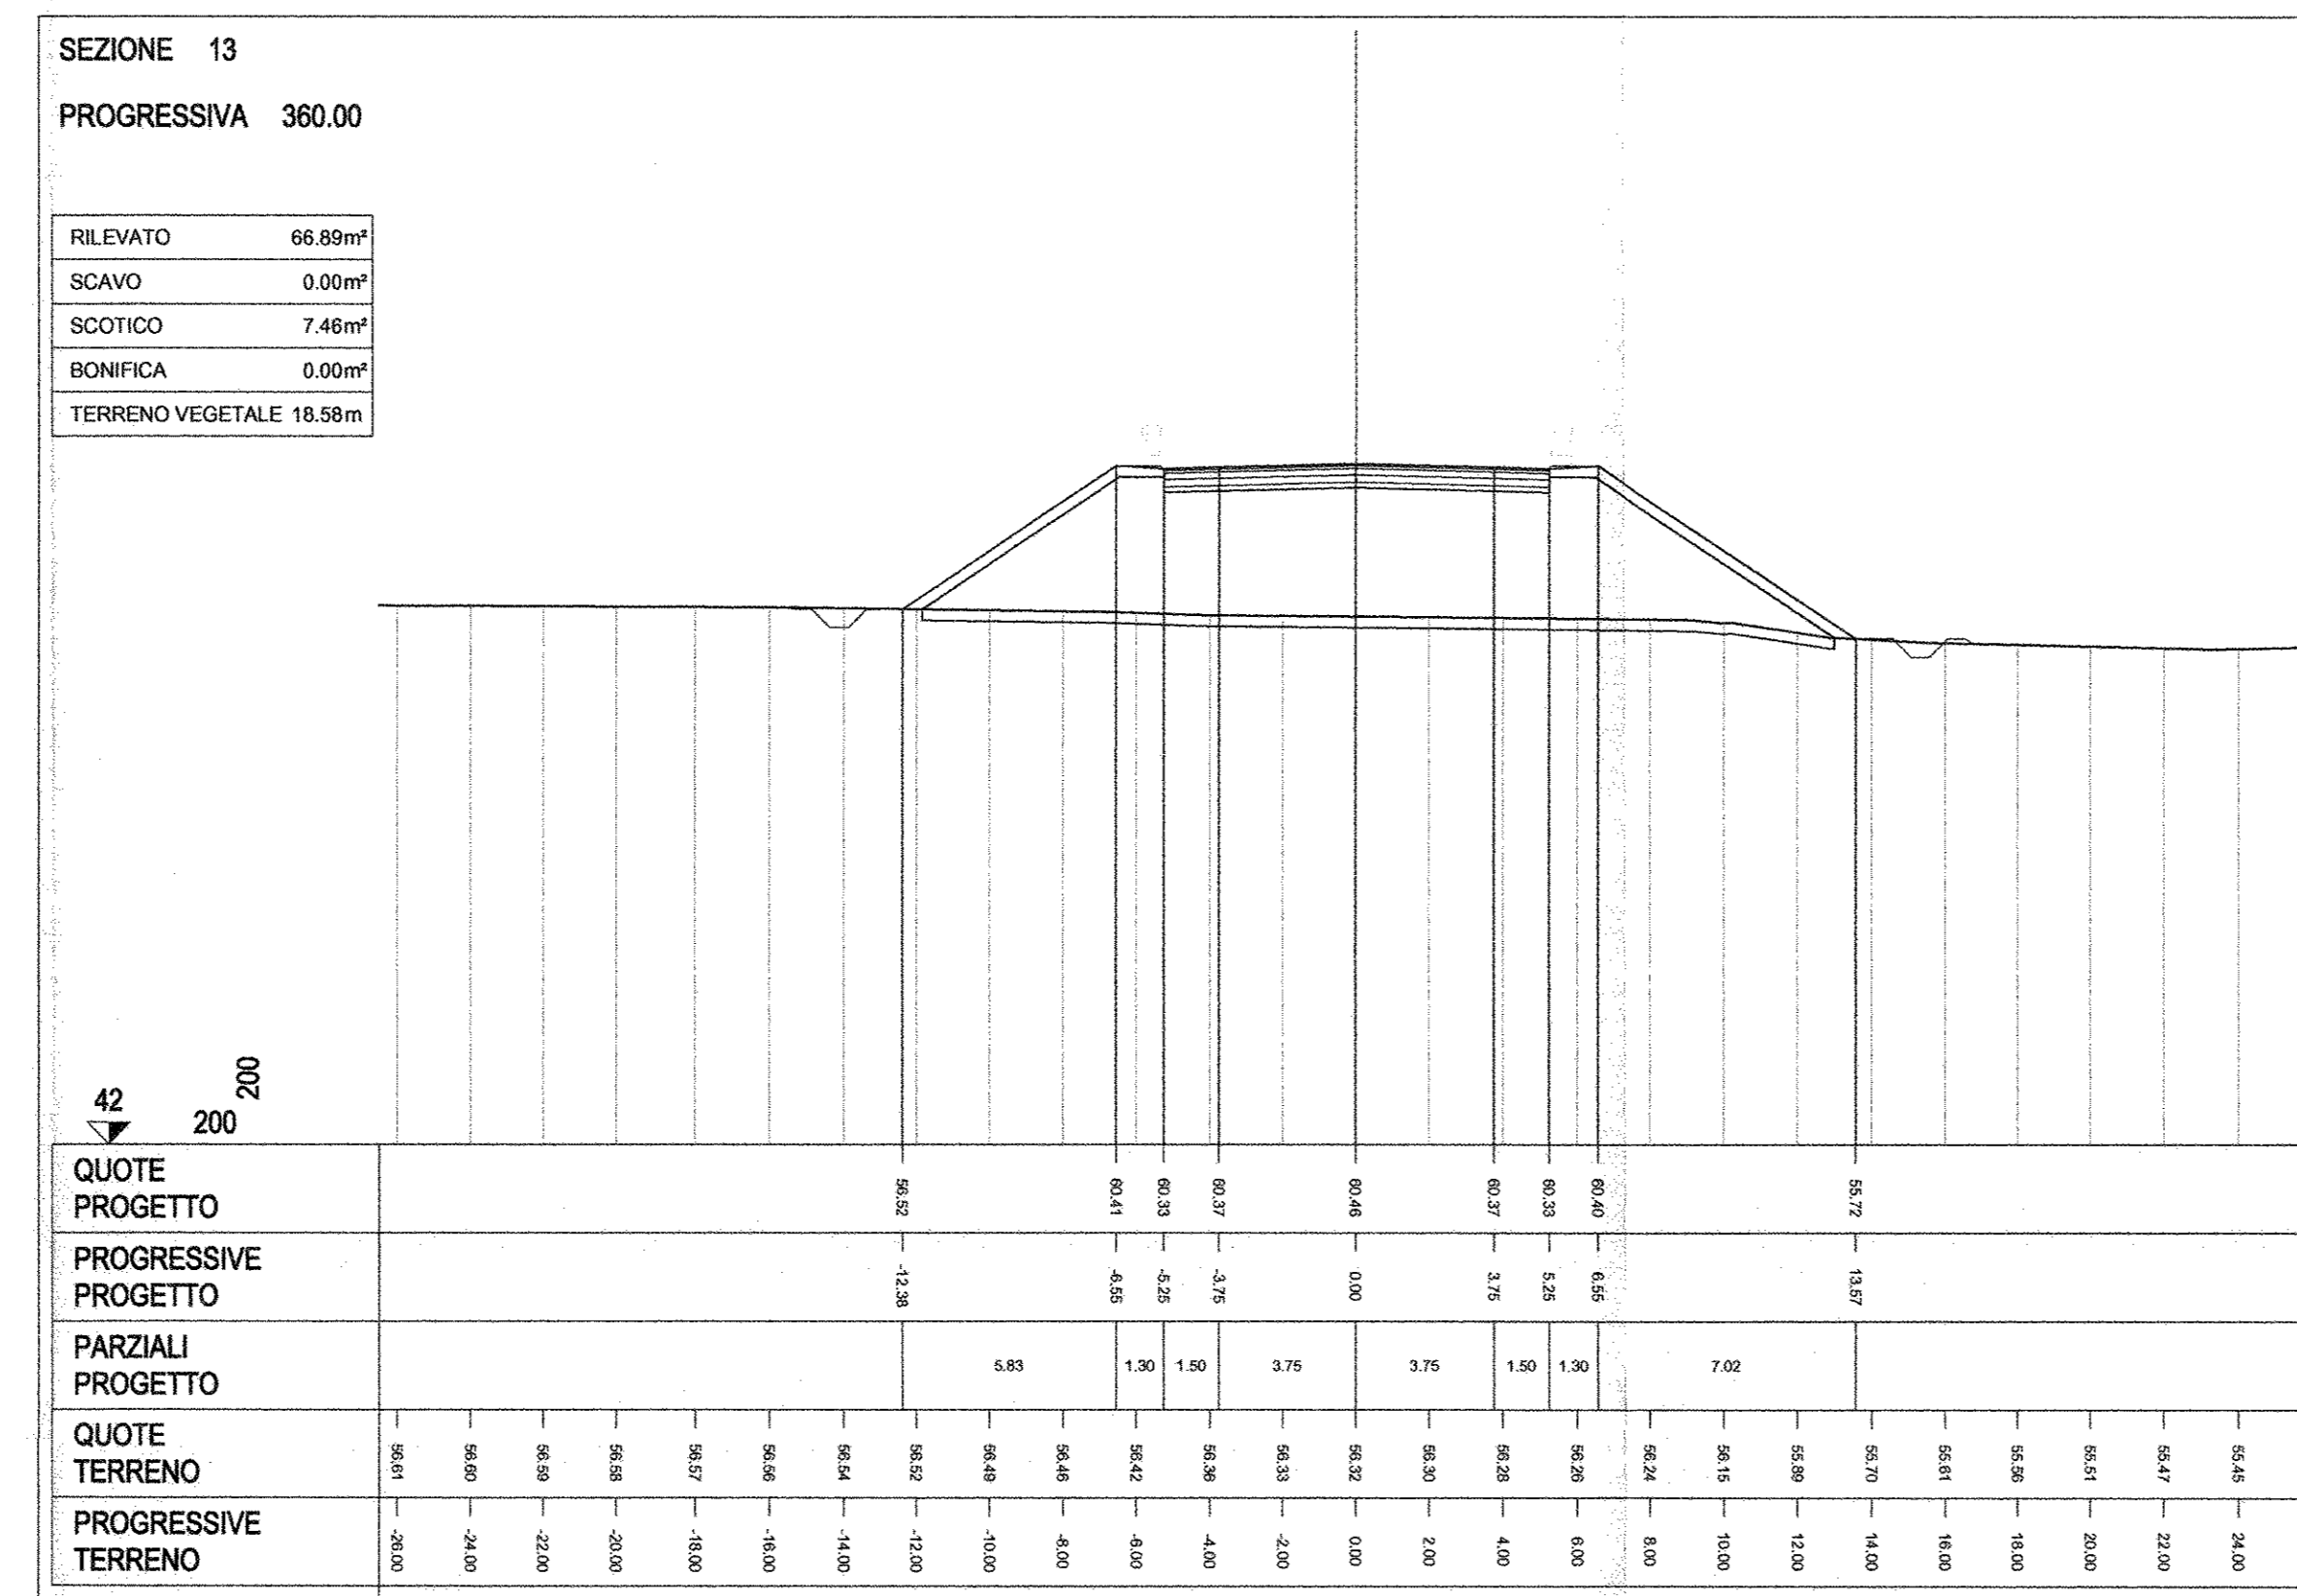 SEZIONE 13
PROGRESSIVA 360.00
RILEVATO 66.89m²
SCAVO 0.00m²
SCOTICO 7.46m²
BONIFICA 0.00m²
TERRENO VEGETALE 18.58m
42
200
200
QUOTE
PROGETTO
56.52 60.41 60.33 60.37 60.46 60.37 60.33 60.40 55.72
PROGRESSIVE
PROGETTO
-12.38 -6.55 -5.25 -3.75 0.00 3.75 5.25 6.55 13.57
PARZIALI
PROGETTO
5.83 1.30 1.50 3.75 3.75 1.50 1.30 7.02
QUOTE
TERRENO
56.61 56.60 56.59 56.58 56.57 56.56 56.54 56.52 56.49 56.46 56.42 56.36 56.33 56.32 56.30 56.28 56.26 56.24 56.15 55.89 55.70 55.61 55.56 55.51 55.47 55.45
PROGRESSIVE
TERRENO
-26.00 -24.00 -22.00 -20.00 -18.00 -16.00 -14.00 -12.00 -10.00 -8.00 -6.00 -4.00 -2.00 0.00 2.00 4.00 6.00 8.00 10.00 12.00 14.00 16.00 18.00 20.00 22.00 24.00